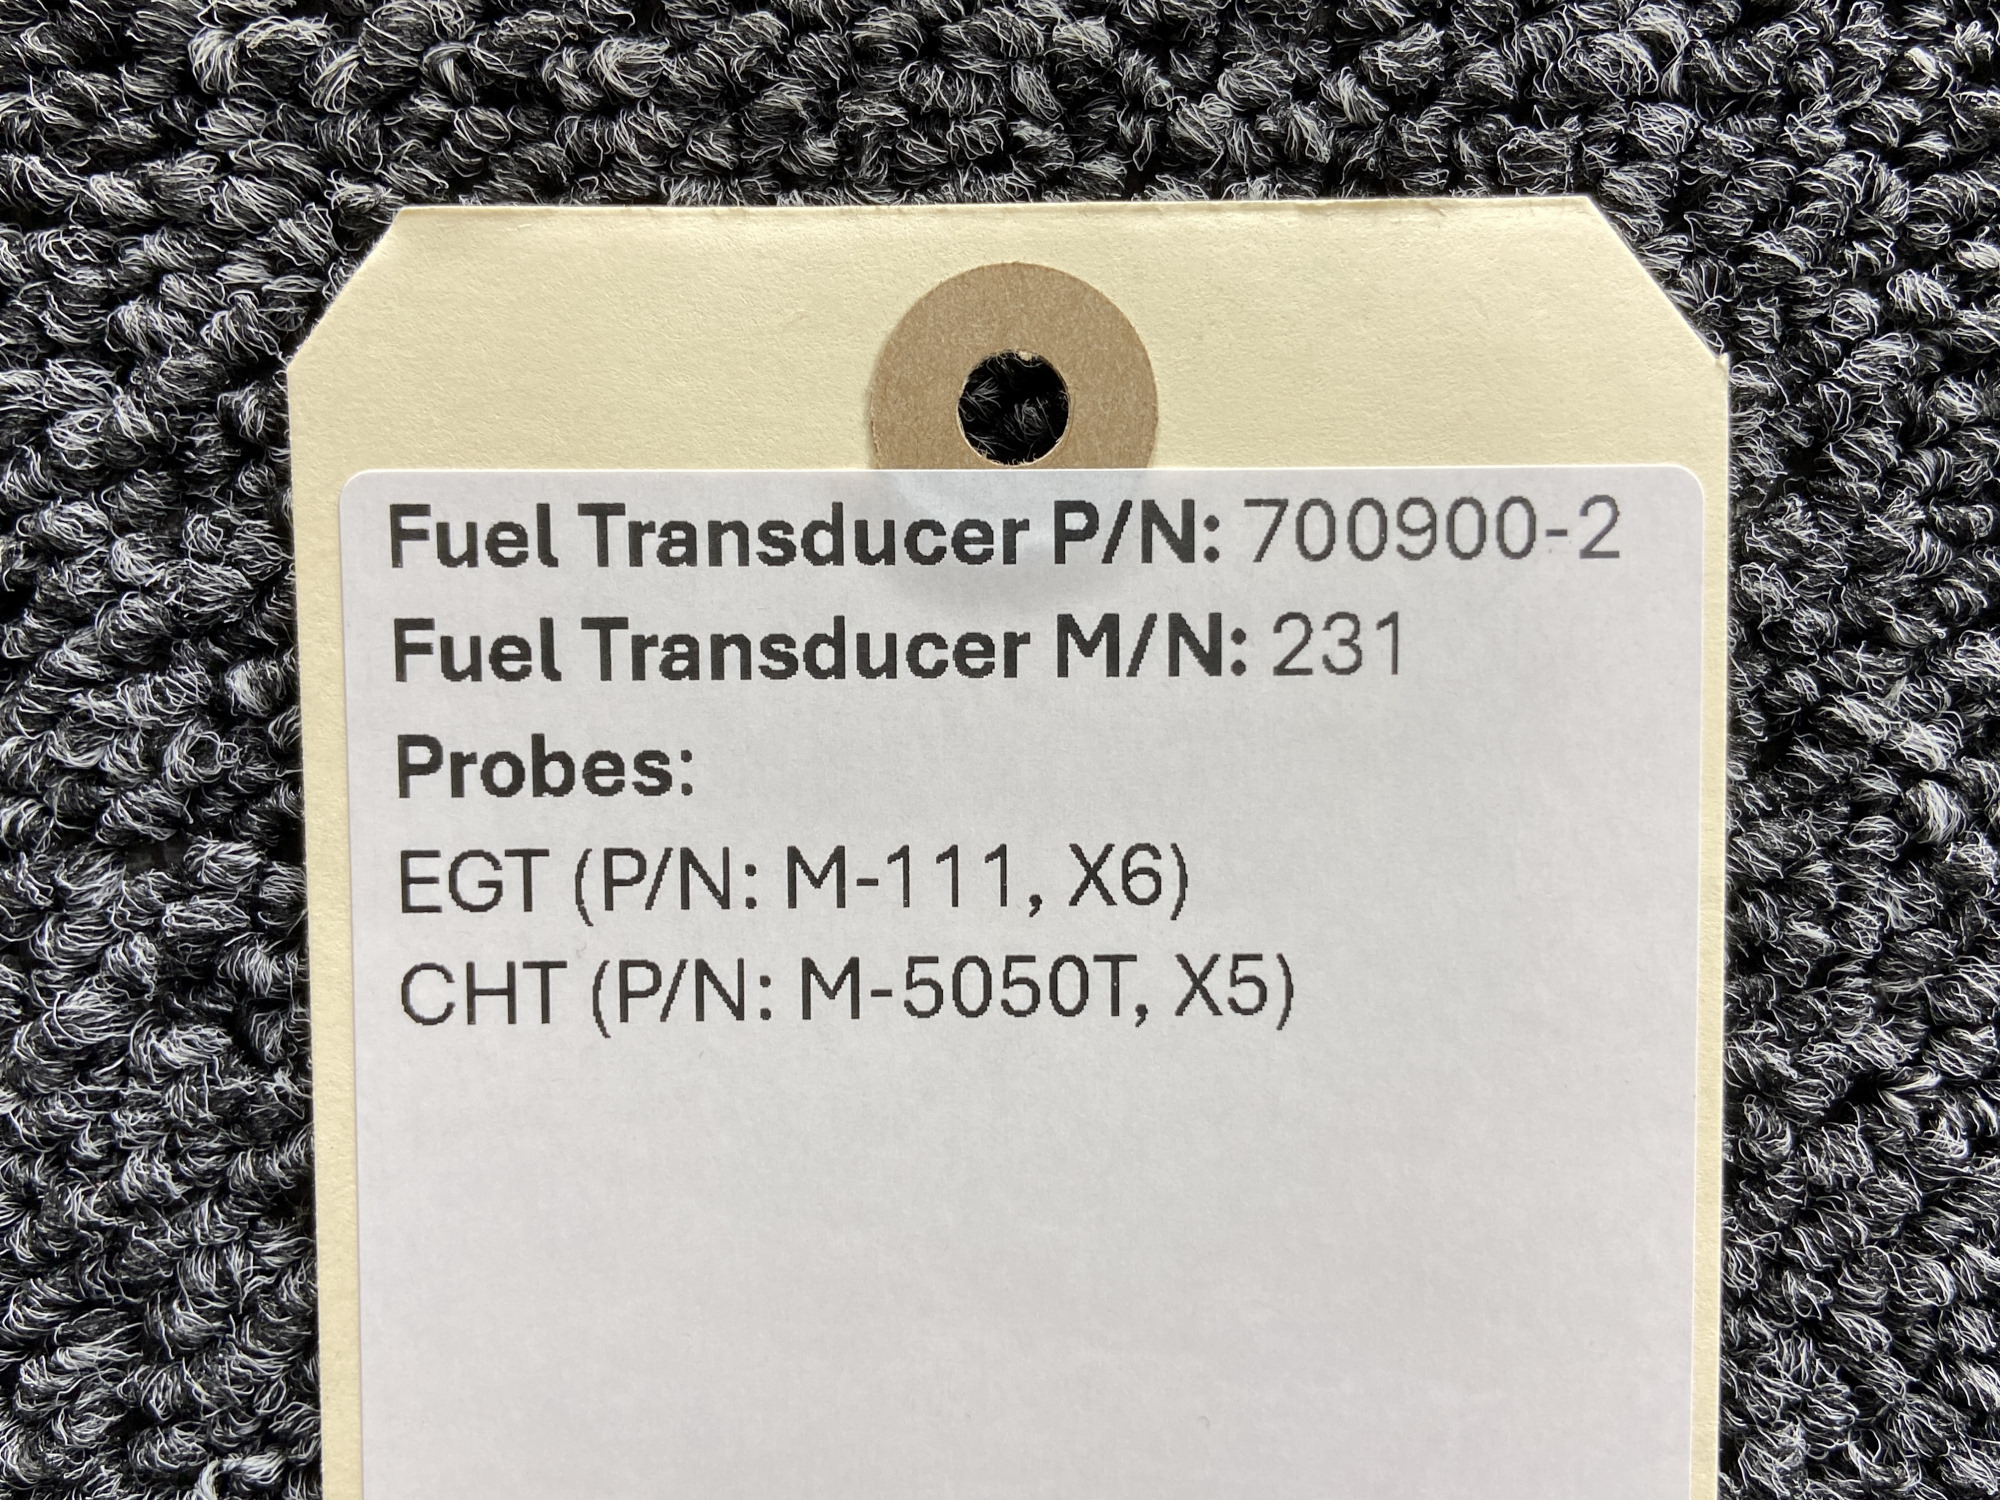 Fuel Transducer P/N: 700900-2
Fuel Transducer M/N: 231
Probes:
EGT (P/N: M-111, X6)
CHT (P/N: M-5050T, X5)